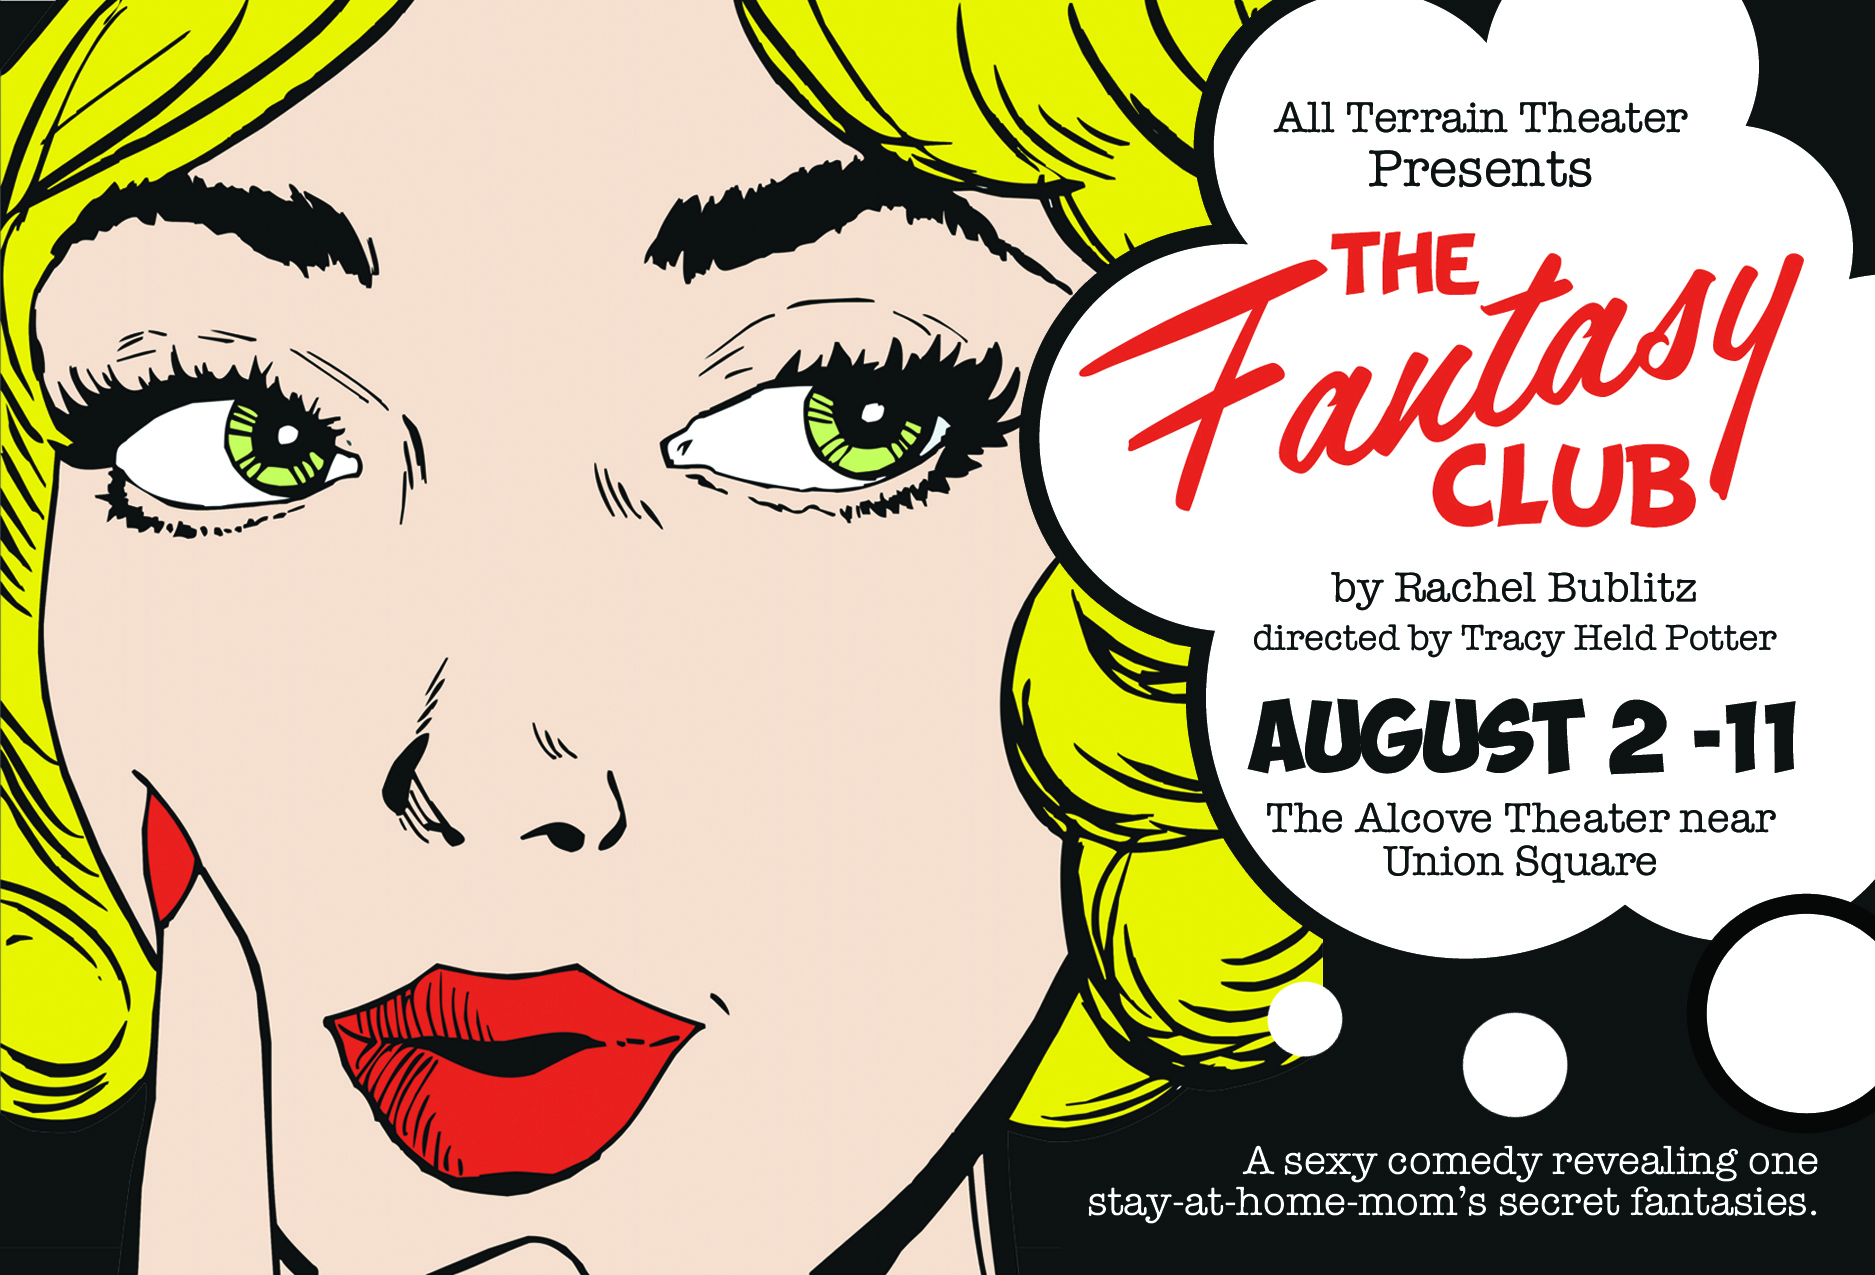 All Terrain Theater
Presents
THE
Fantasy
CLUB
by Rachel Bublitz
directed by Tracy Held Potter
AUGUST 2 -11
The Alcove Theater near
Union Square
A sexy comedy revealing one
stay-at-home-mom's secret fantasies.